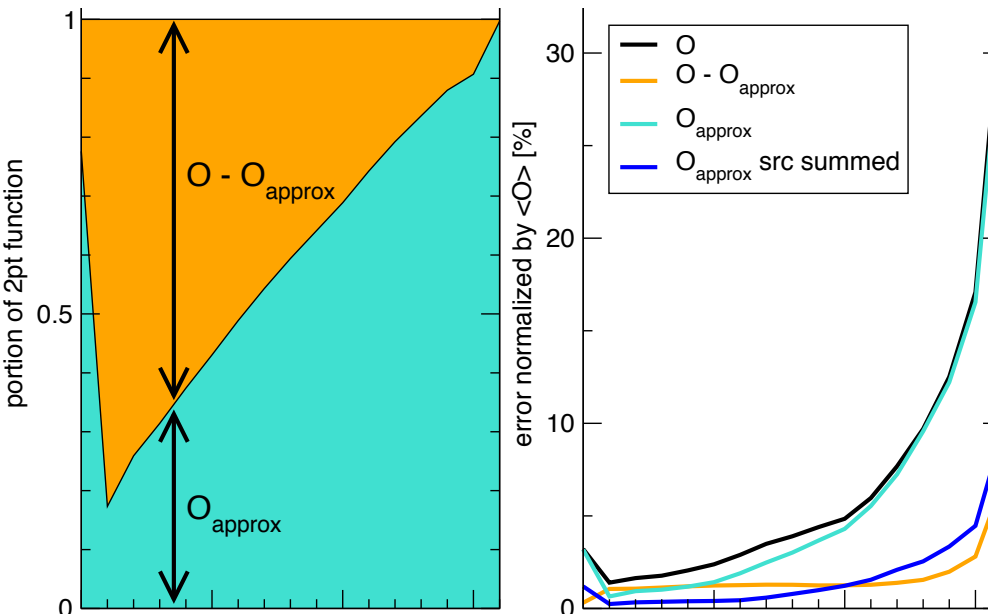 portion of 2pt function
1
0.5
0
O - O_approx
O_approx
error normalized by <O> [%]
30
20
10
0
O
O - O_approx
O_approx
O_approx src summed